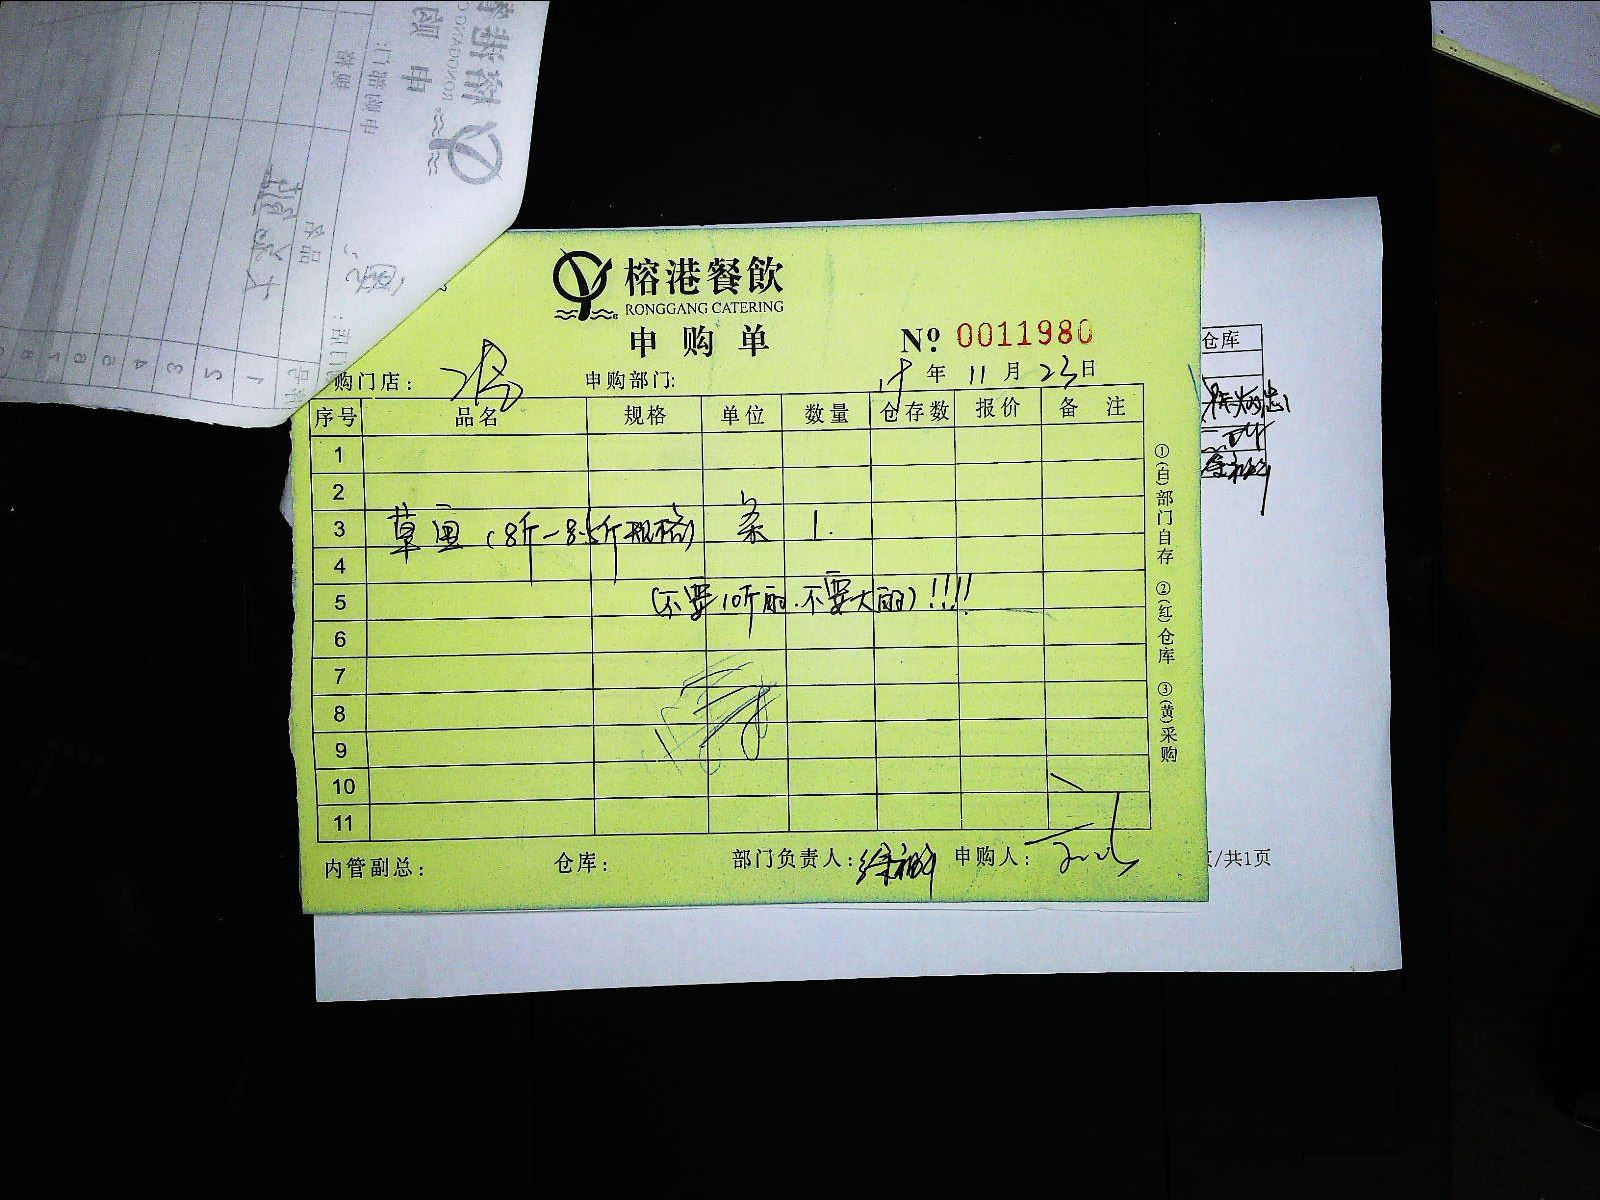 榕港餐飲
RONGGANG CATERING
申购单
№ 0011980
购门店：
申购部门:
年 11 月 23 日
序号 品名 规格 单位 数量 仓存数 报价 备注
1
2
3 草鱼（8斤-8.5斤规格） 条 1.
4
5 （不要10斤的.不要大的）!!!!
6
7
8
9
10
11
内管副总： 仓库： 部门负责人： 申购人：
①(白)部门自存 ②(红)仓库 ③(黄)采购
仓库
页/共1页